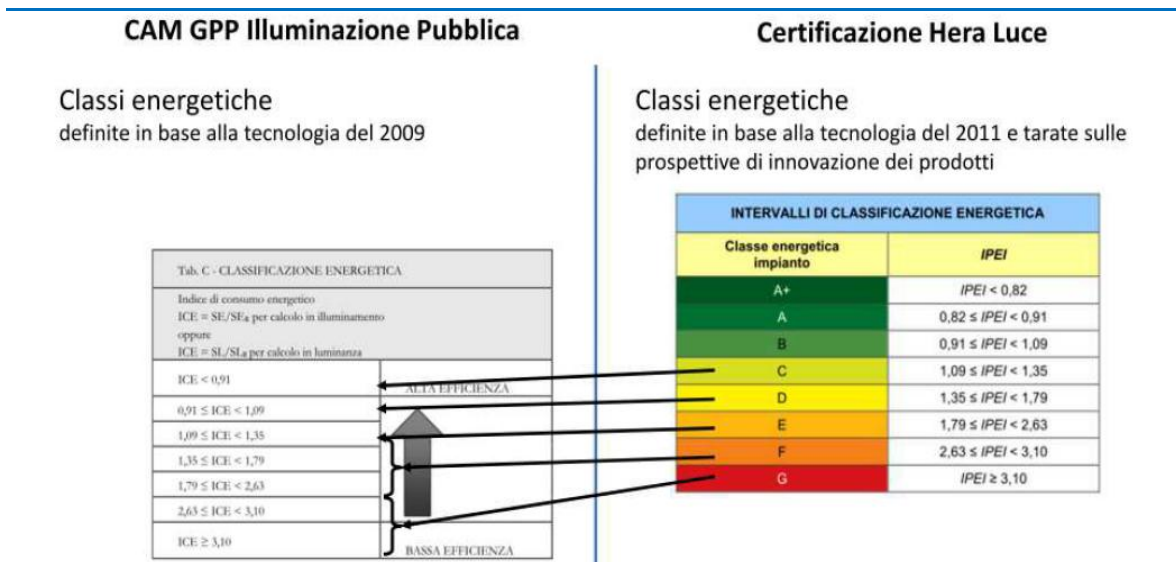 CAM GPP Illuminazione Pubblica
Classi energetiche
definite in base alla tecnologia del 2009
Tab. C - CLASSIFICAZIONE ENERGETICA
Indice di consumo energetico
ICE = SE/SER per calcolo in illuminamento
oppure
ICE = SL/SLR per calcolo in luminanza
ICE < 0,91
ALTA EFFICIENZA
0,91 ≤ ICE < 1,09
1,09 ≤ ICE < 1,35
1,35 ≤ ICE < 1,79
1,79 ≤ ICE < 2,63
2,63 ≤ ICE < 3,10
ICE ≥ 3,10
BASSA EFFICIENZA
Certificazione Hera Luce
Classi energetiche
definite in base alla tecnologia del 2011 e tarate sulle
prospettive di innovazione dei prodotti
INTERVALLI DI CLASSIFICAZIONE ENERGETICA
Classe energetica
impianto
IPEI
A+ IPEI < 0,82
A 0,82 ≤ IPEI < 0,91
B 0,91 ≤ IPEI < 1,09
C 1,09 ≤ IPEI < 1,35
D 1,35 ≤ IPEI < 1,79
E 1,79 ≤ IPEI < 2,63
F 2,63 ≤ IPEI < 3,10
G IPEI ≥ 3,10